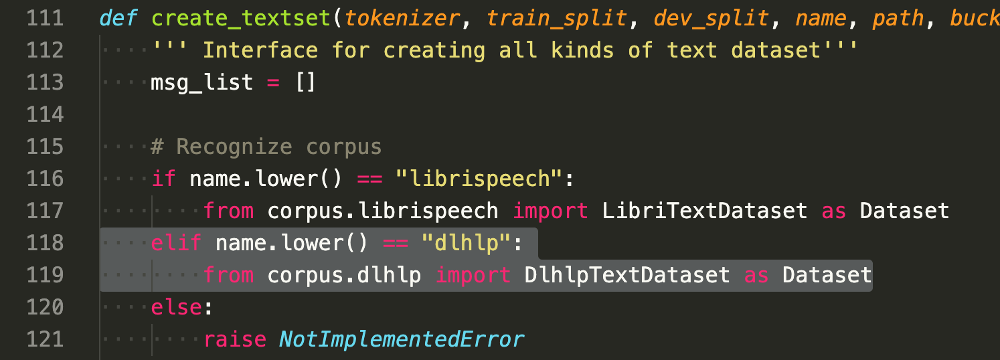 111 def create_textset(tokenizer, train_split, dev_split, name, path, buck
112 ''' Interface for creating all kinds of text dataset'''
113 msg_list = []
114
115 # Recognize corpus
116 if name.lower() == "librispeech":
117 from corpus.librispeech import LibriTextDataset as Dataset
118 elif name.lower() == "dlhlp":
119 from corpus.dlhlp import DlhlpTextDataset as Dataset
120 else:
121 raise NotImplementedError